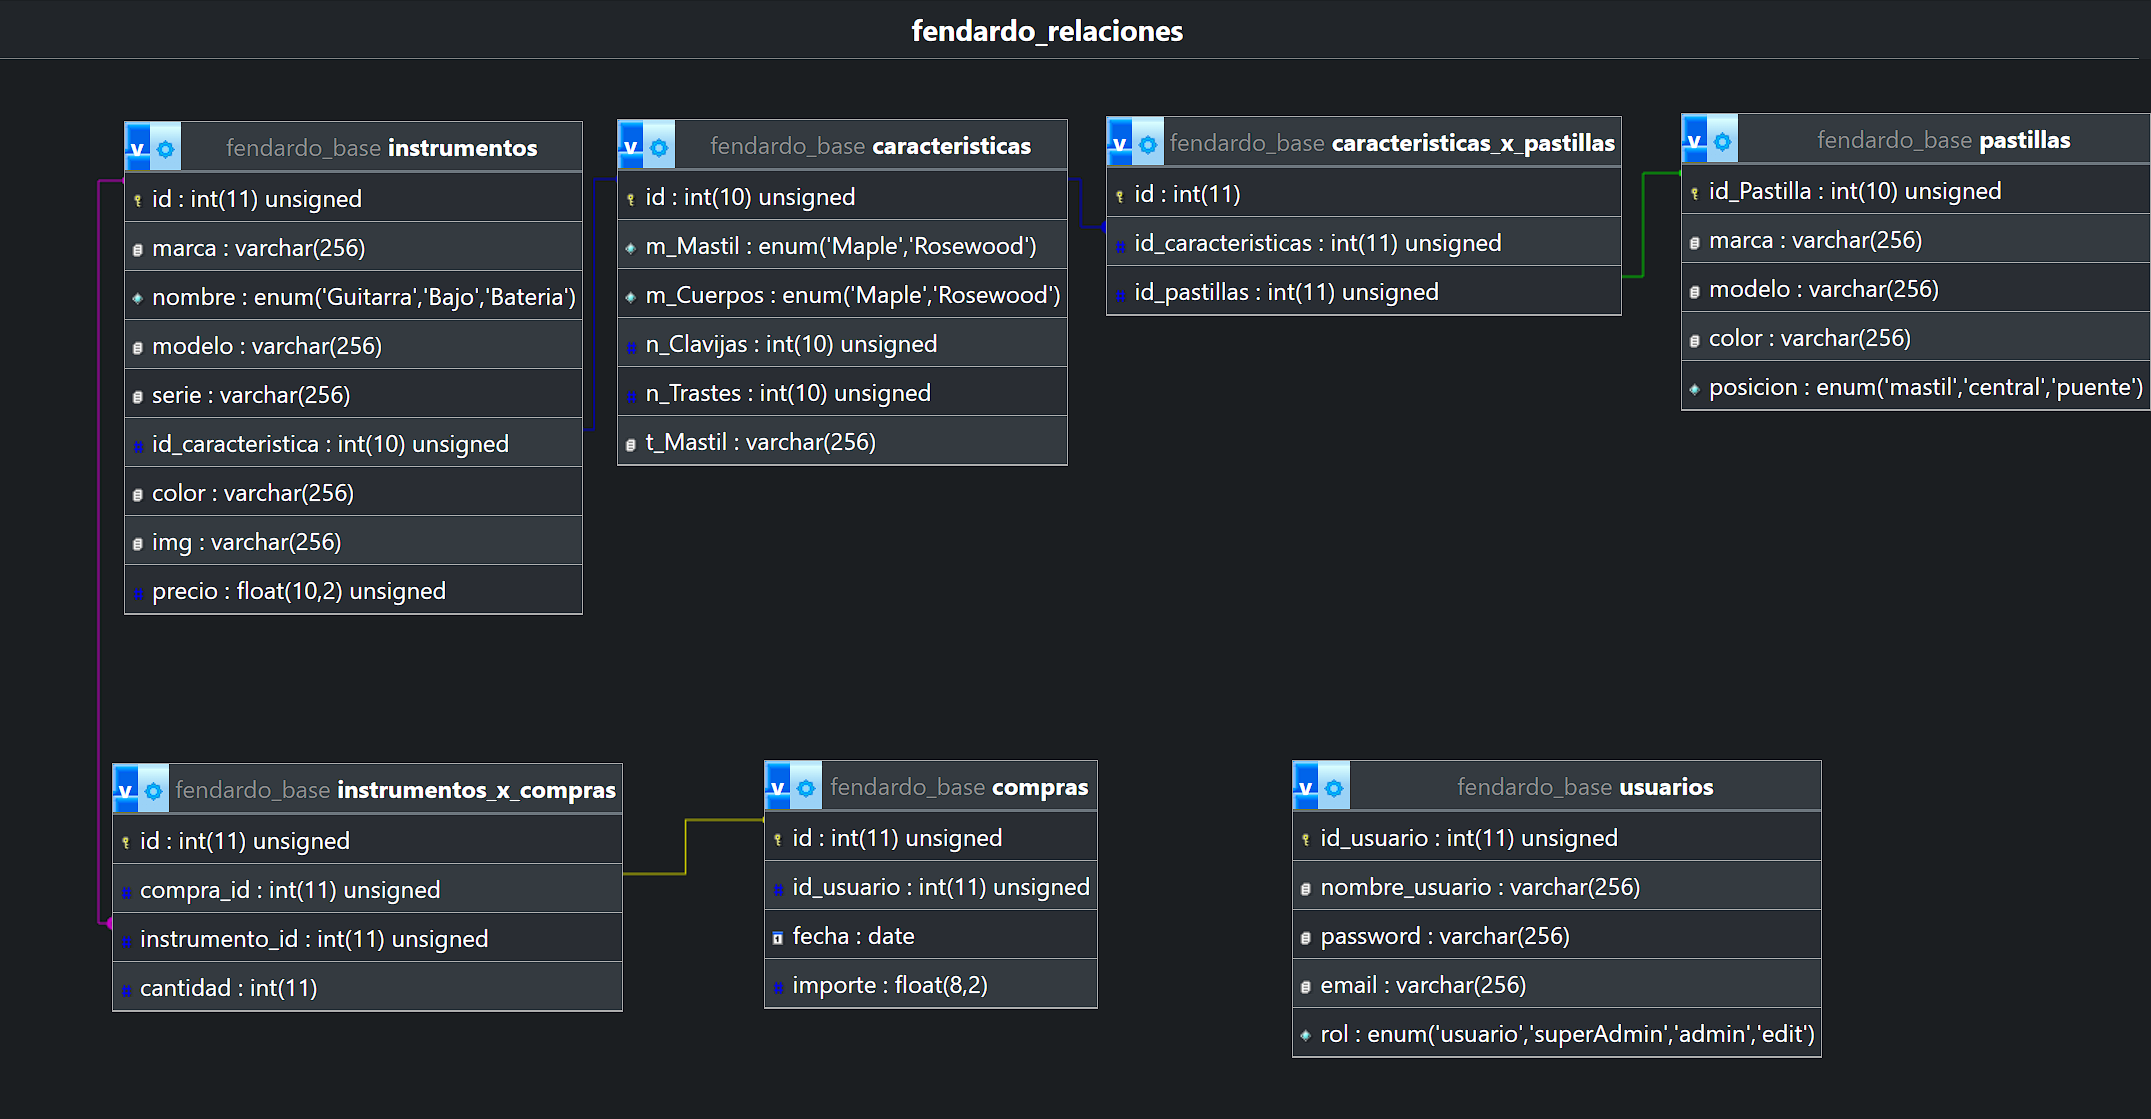 fendardo_relaciones
v fendardo_base instrumentos
id : int(11) unsigned
marca : varchar(256)
nombre : enum('Guitarra','Bajo','Bateria')
modelo : varchar(256)
serie : varchar(256)
# id_caracteristica : int(10) unsigned
color : varchar(256)
img : varchar(256)
# precio : float(10,2) unsigned
v fendardo_base caracteristicas
id : int(10) unsigned
m_Mastil : enum('Maple','Rosewood')
m_Cuerpos : enum('Maple','Rosewood')
# n_Clavijas : int(10) unsigned
# n_Trastes : int(10) unsigned
t_Mastil : varchar(256)
v fendardo_base caracteristicas_x_pastillas
id : int(11)
# id_caracteristicas : int(11) unsigned
# id_pastillas : int(11) unsigned
v fendardo_base pastillas
id_Pastilla : int(10) unsigned
marca : varchar(256)
modelo : varchar(256)
color : varchar(256)
posicion : enum('mastil','central','puente')
v fendardo_base instrumentos_x_compras
id : int(11) unsigned
# compra_id : int(11) unsigned
# instrumento_id : int(11) unsigned
# cantidad : int(11)
v fendardo_base compras
id : int(11) unsigned
# id_usuario : int(11) unsigned
fecha : date
# importe : float(8,2)
v fendardo_base usuarios
id_usuario : int(11) unsigned
nombre_usuario : varchar(256)
password : varchar(256)
email : varchar(256)
rol : enum('usuario','superAdmin','admin','edit')